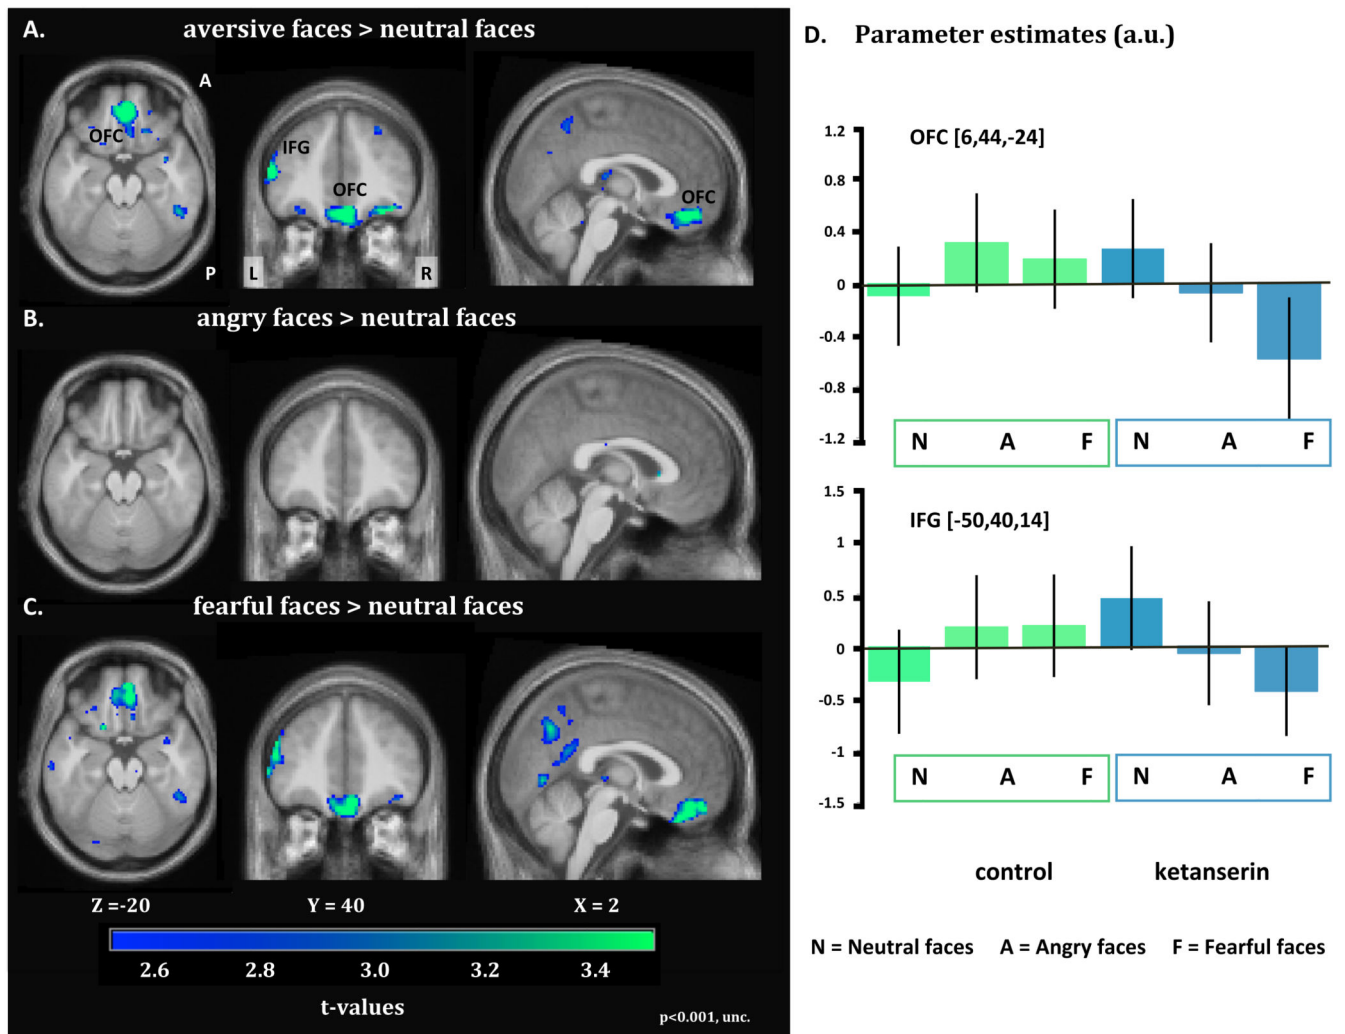 A. aversive faces > neutral faces
A
OFC
P
IFG
OFC
L R
OFC
B. angry faces > neutral faces
C. fearful faces > neutral faces
Z =-20 Y = 40 X = 2
2.6 2.8 3.0 3.2 3.4
t-values
p<0.001, unc.
D. Parameter estimates (a.u.)
OFC [6,44,-24]
1.2
0.8
0.4
0
-0.4
-0.8
-1.2
N A F N A F
IFG [-50,40,14]
1.5
1
0.5
0
-0.5
-1
-1.5
N A F N A F
control ketanserin
N = Neutral faces A = Angry faces F = Fearful faces